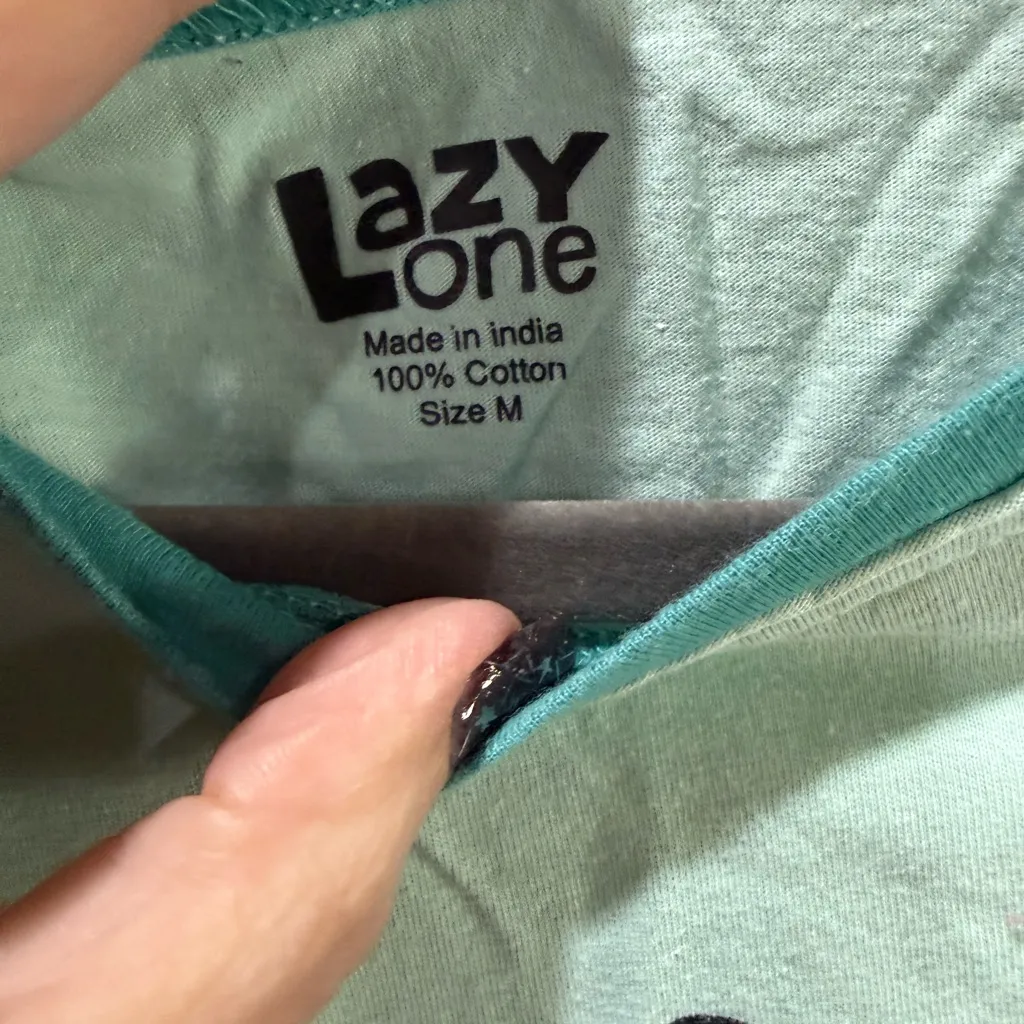 Lazy
one
Made in india
100% Cotton
Size M